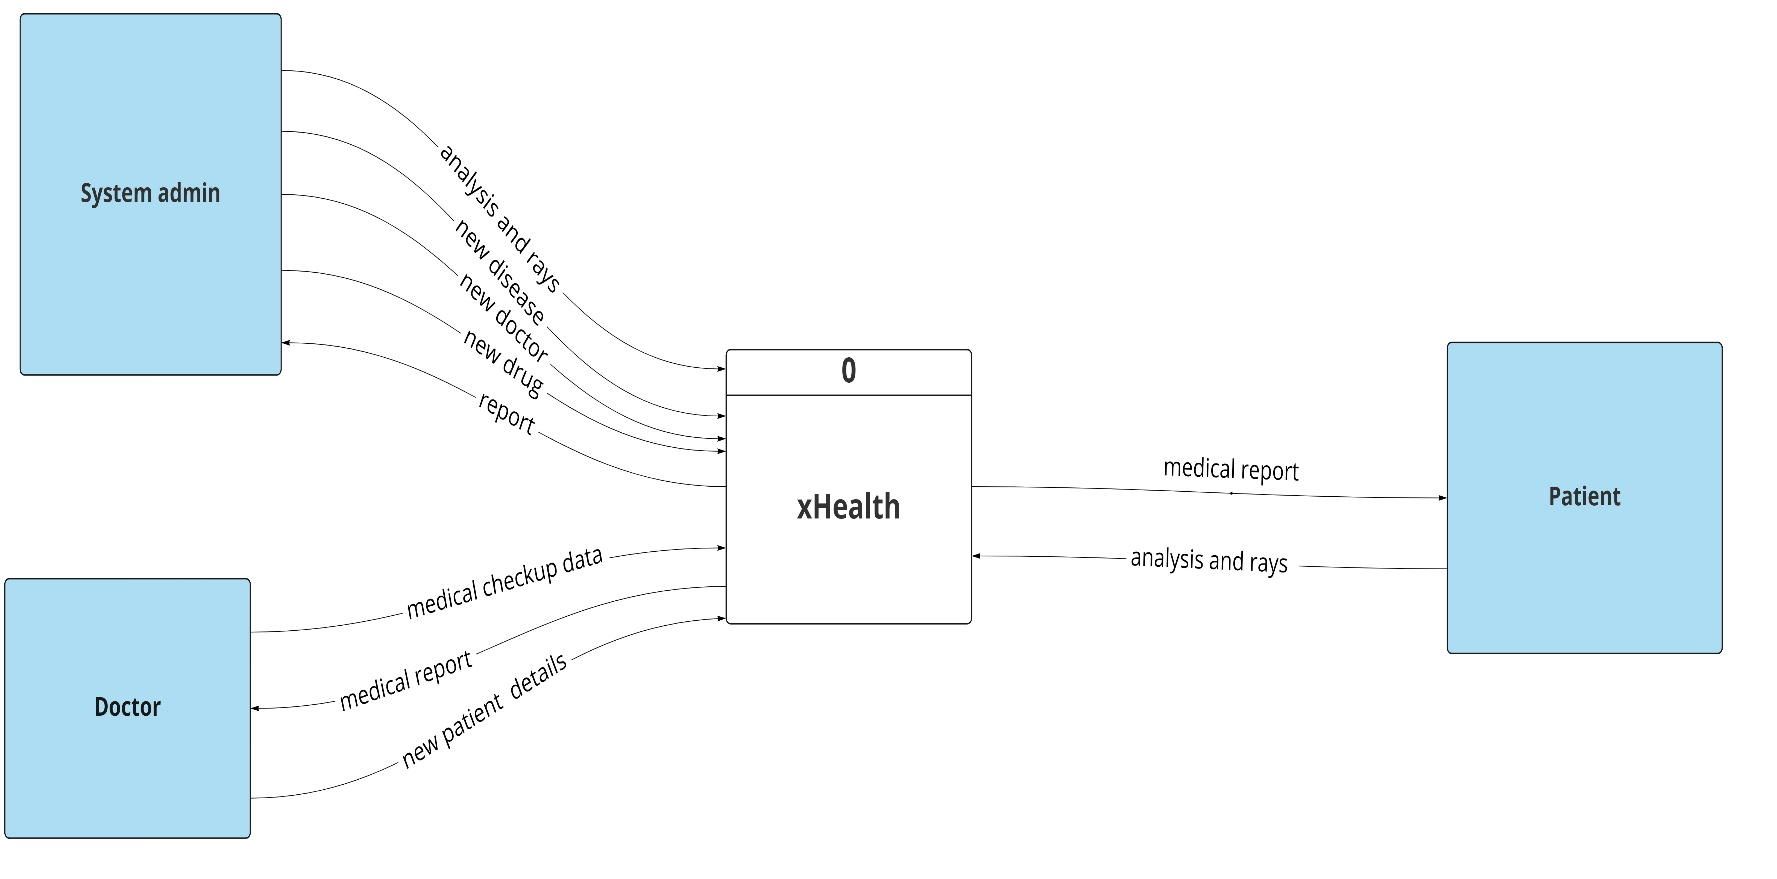 System admin
analysis and rays
new disease
new doctor
new drug
report
0
xHealth
medical report
analysis and rays
Patient
medical checkup data
medical report
new patient details
Doctor